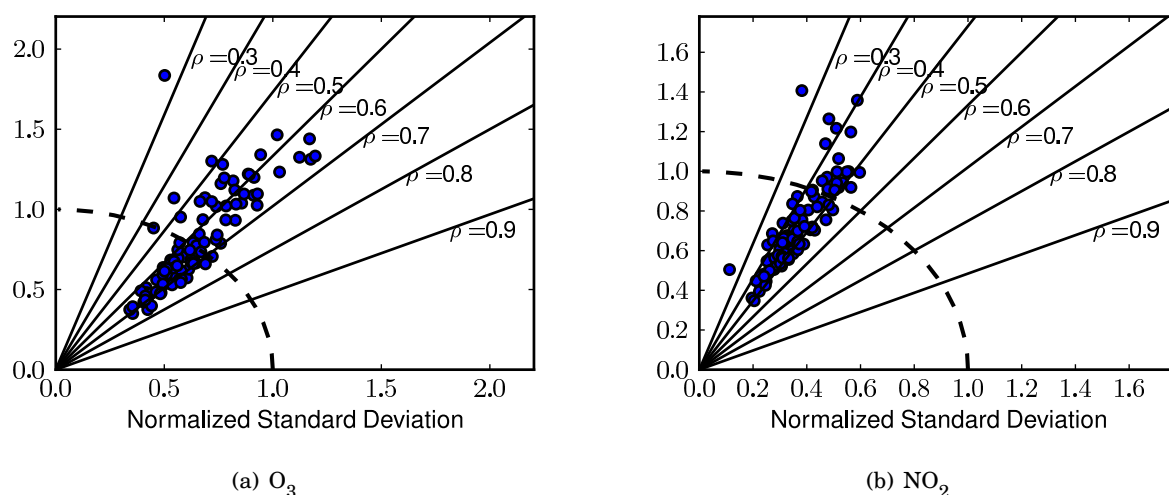 2.0
1.5
1.0
0.5
0.0
0.0 0.5 1.0 1.5 2.0
ρ=0.3
ρ=0.4
ρ=0.5
ρ=0.6
ρ=0.7
ρ=0.8
ρ=0.9
Normalized Standard Deviation
(a) O₃
1.6
1.4
1.2
1.0
0.8
0.6
0.4
0.2
0.0
0.0 0.2 0.4 0.6 0.8 1.0 1.2 1.4 1.6
ρ=0.3
ρ=0.4
ρ=0.5
ρ=0.6
ρ=0.7
ρ=0.8
ρ=0.9
Normalized Standard Deviation
(b) NO₂